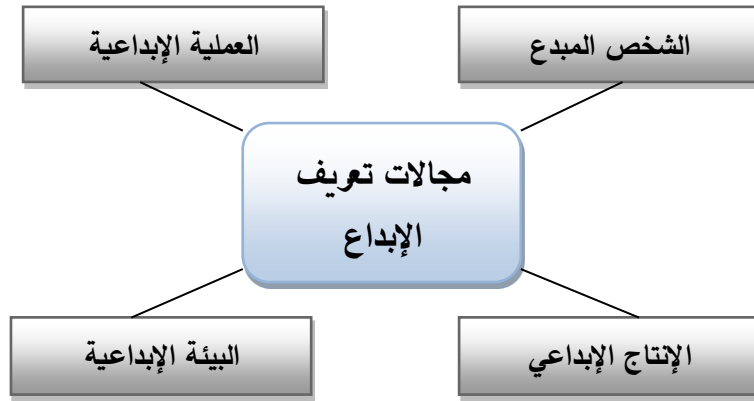 الشخص المبدع
العملية الإبداعية
مجالات تعريف
الإبداع
الإنتاج الإبداعي
البيئة الإبداعية